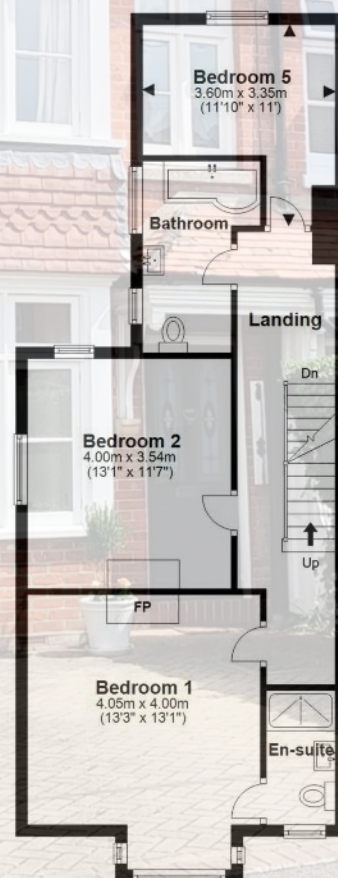 Bedroom 5
3.60m x 3.35m
(11'10" x 11')
Bathroom
Landing
Dn
Bedroom 2
4.00m x 3.54m
(13'1" x 11'7")
Up
FP
Bedroom 1
4.05m x 4.00m
(13'3" x 13'1")
En-suite